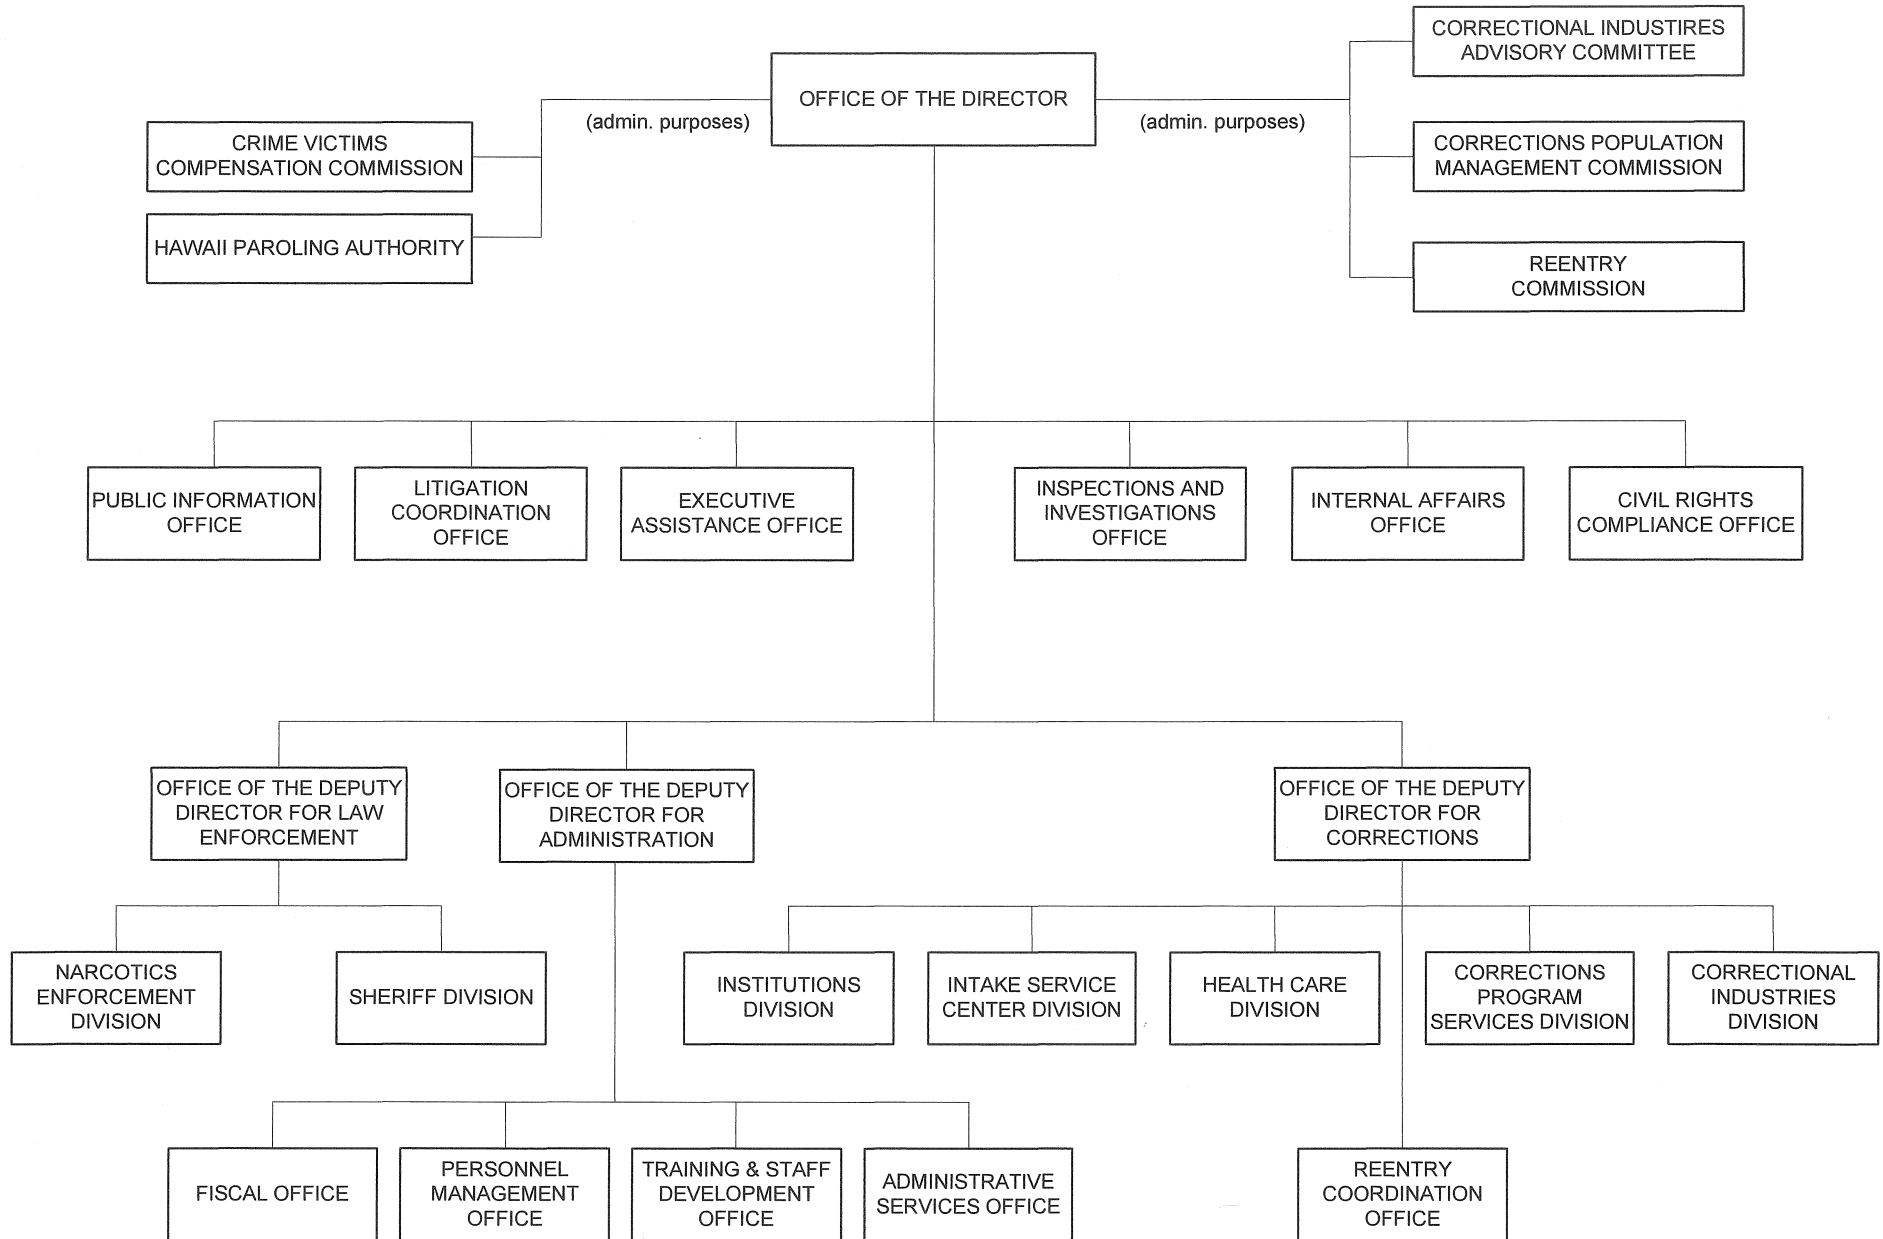 CORRECTIONAL INDUSTIRES
ADVISORY COMMITTEE
OFFICE OF THE DIRECTOR
(admin. purposes)
(admin. purposes)
CRIME VICTIMS
COMPENSATION COMMISSION
CORRECTIONS POPULATION
MANAGEMENT COMMISSION
HAWAII PAROLING AUTHORITY
REENTRY
COMMISSION
PUBLIC INFORMATION
OFFICE
LITIGATION
COORDINATION
OFFICE
EXECUTIVE
ASSISTANCE OFFICE
INSPECTIONS AND
INVESTIGATIONS
OFFICE
INTERNAL AFFAIRS
OFFICE
CIVIL RIGHTS
COMPLIANCE OFFICE
OFFICE OF THE DEPUTY
DIRECTOR FOR LAW
ENFORCEMENT
OFFICE OF THE DEPUTY
DIRECTOR FOR
ADMINISTRATION
OFFICE OF THE DEPUTY
DIRECTOR FOR
CORRECTIONS
NARCOTICS
ENFORCEMENT
DIVISION
SHERIFF DIVISION
INSTITUTIONS
DIVISION
INTAKE SERVICE
CENTER DIVISION
HEALTH CARE
DIVISION
CORRECTIONS
PROGRAM
SERVICES DIVISION
CORRECTIONAL
INDUSTRIES
DIVISION
FISCAL OFFICE
PERSONNEL
MANAGEMENT
OFFICE
TRAINING & STAFF
DEVELOPMENT
OFFICE
ADMINISTRATIVE
SERVICES OFFICE
REENTRY
COORDINATION
OFFICE